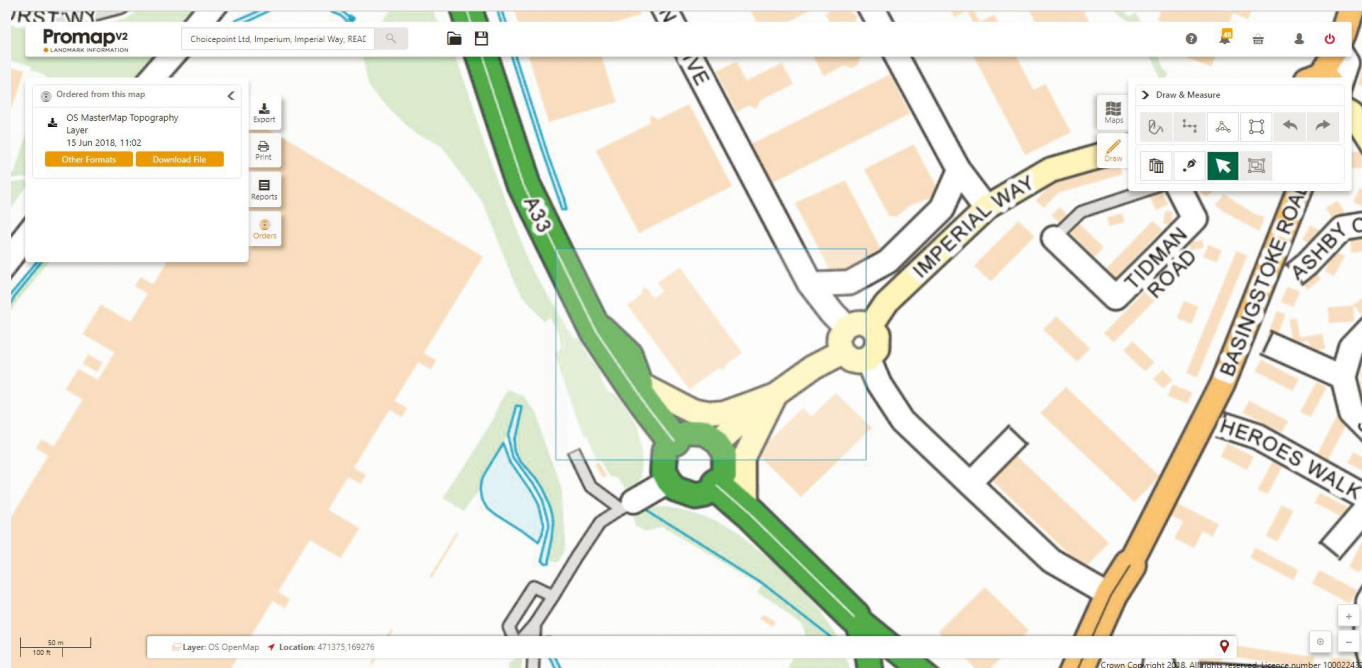 Promap V2
LANDMARK INFORMATION
Choicepoint Ltd, Imperium, Imperial Way, READ
Ordered from this map
OS MasterMap Topography
Layer
15 Jun 2018, 11:02
Other Formats
Download File
Export
Print
Reports
Orders
Maps
Draw
Draw & Measure
A33
IMPERIAL WAY
TIDMAN
ROAD
BASINGSTOKE ROAD
ASHBY C
HEROES WALK
50 m
100 ft
Layer: OS OpenMap
Location: 471375,169276
Crown Copyright 2018. All rights reserved. Licence number 1000224